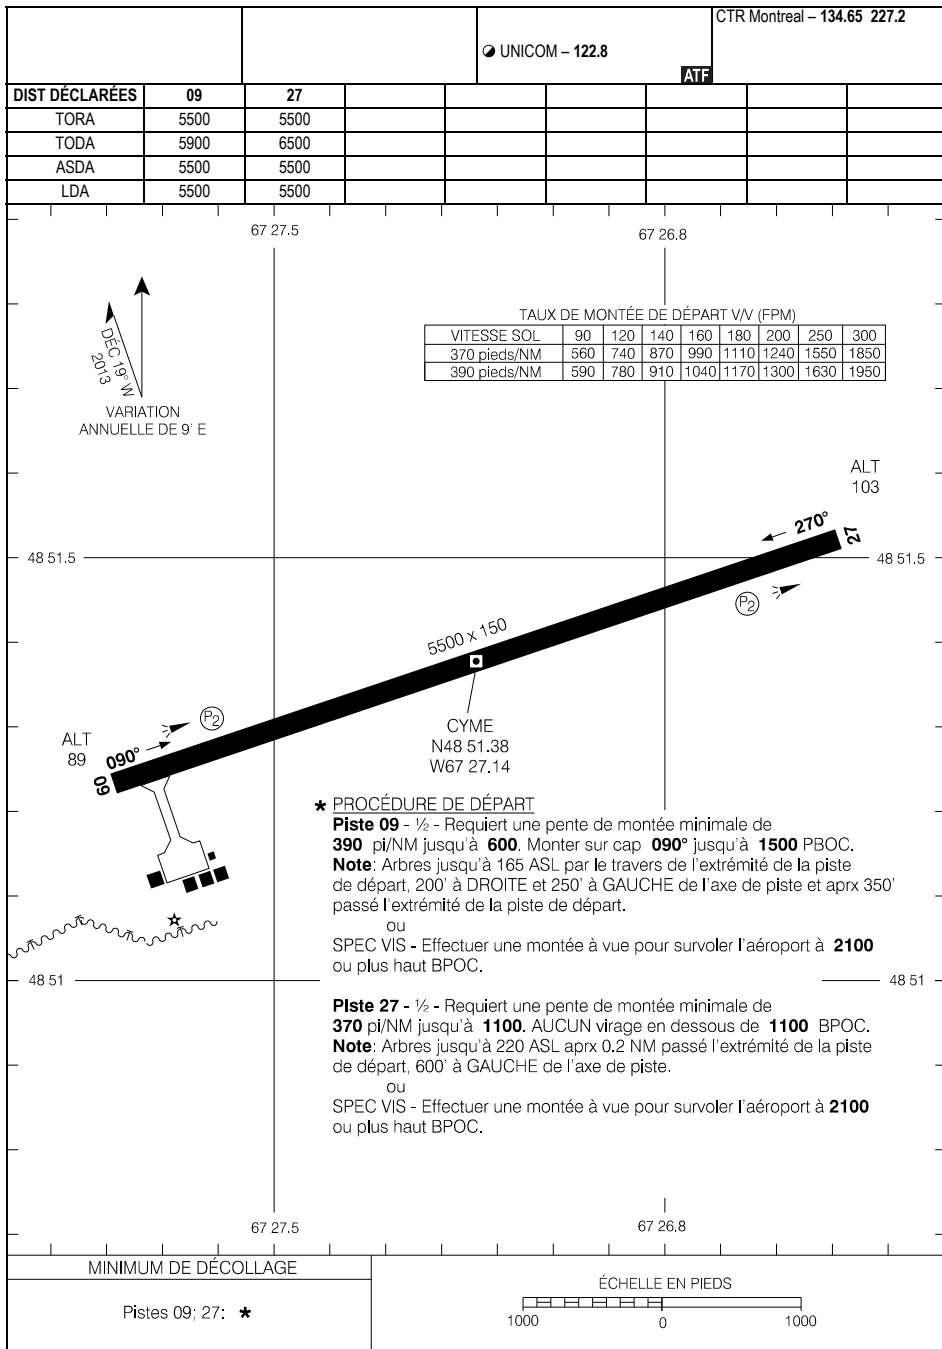 CTR Montreal – 134.65 227.2
UNICOM – 122.8
ATF
DIST DÉCLARÉES 09 27
TORA 5500 5500
TODA 5900 6500
ASDA 5500 5500
LDA 5500 5500
67 27.5 67 26.8
DÉC 19° W
2013
VARIATION
ANNUELLE DE 9' E
TAUX DE MONTÉE DE DÉPART V/V (FPM)
VITESSE SOL 90 120 140 160 180 200 250 300
370 pieds/NM 560 740 870 990 1110 1240 1550 1850
390 pieds/NM 590 780 910 1040 1170 1300 1630 1950
ALT
103
270°
27
48 51.5 48 51.5
P2
5500 x 150
CYME
N48 51.38
W67 27.14
P2
ALT
89
090°
09
* PROCÉDURE DE DÉPART
Piste 09 - ½ - Requiert une pente de montée minimale de
390 pi/NM jusqu'à 600. Monter sur cap 090° jusqu'à 1500 PBOC.
Note: Arbres jusqu'à 165 ASL par le travers de l'extrémité de la piste
de départ, 200' à DROITE et 250' à GAUCHE de l'axe de piste et aprx 350'
passé l'extrémité de la piste de départ.
ou
SPEC VIS - Effectuer une montée à vue pour survoler l'aéroport à 2100
ou plus haut BPOC.
48 51 48 51
PIste 27 - ½ - Requiert une pente de montée minimale de
370 pi/NM jusqu'à 1100. AUCUN virage en dessous de 1100 BPOC.
Note: Arbres jusqu'à 220 ASL aprx 0.2 NM passé l'extrémité de la piste
de départ, 600' à GAUCHE de l'axe de piste.
ou
SPEC VIS - Effectuer une montée à vue pour survoler l'aéroport à 2100
ou plus haut BPOC.
67 27.5 67 26.8
MINIMUM DE DÉCOLLAGE
Pistes 09; 27: *
ÉCHELLE EN PIEDS
1000 0 1000